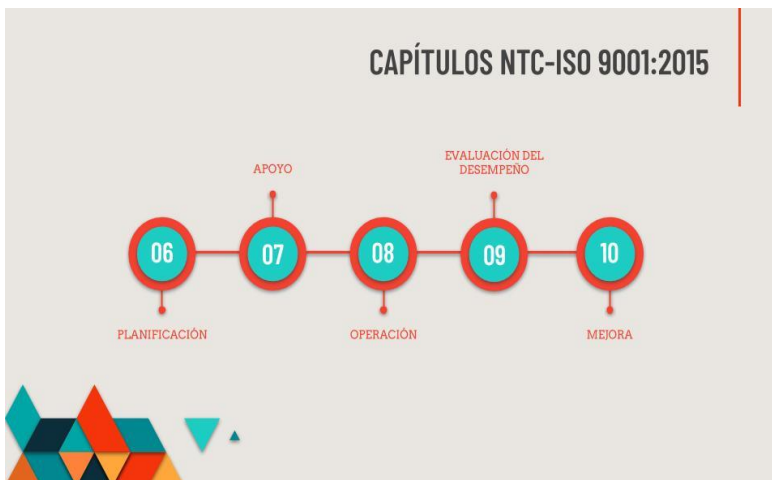 CAPÍTULOS NTC-ISO 9001:2015
EVALUACIÓN DEL
DESEMPEÑO
APOYO
06
07
08
09
10
PLANIFICACIÓN
OPERACIÓN
MEJORA